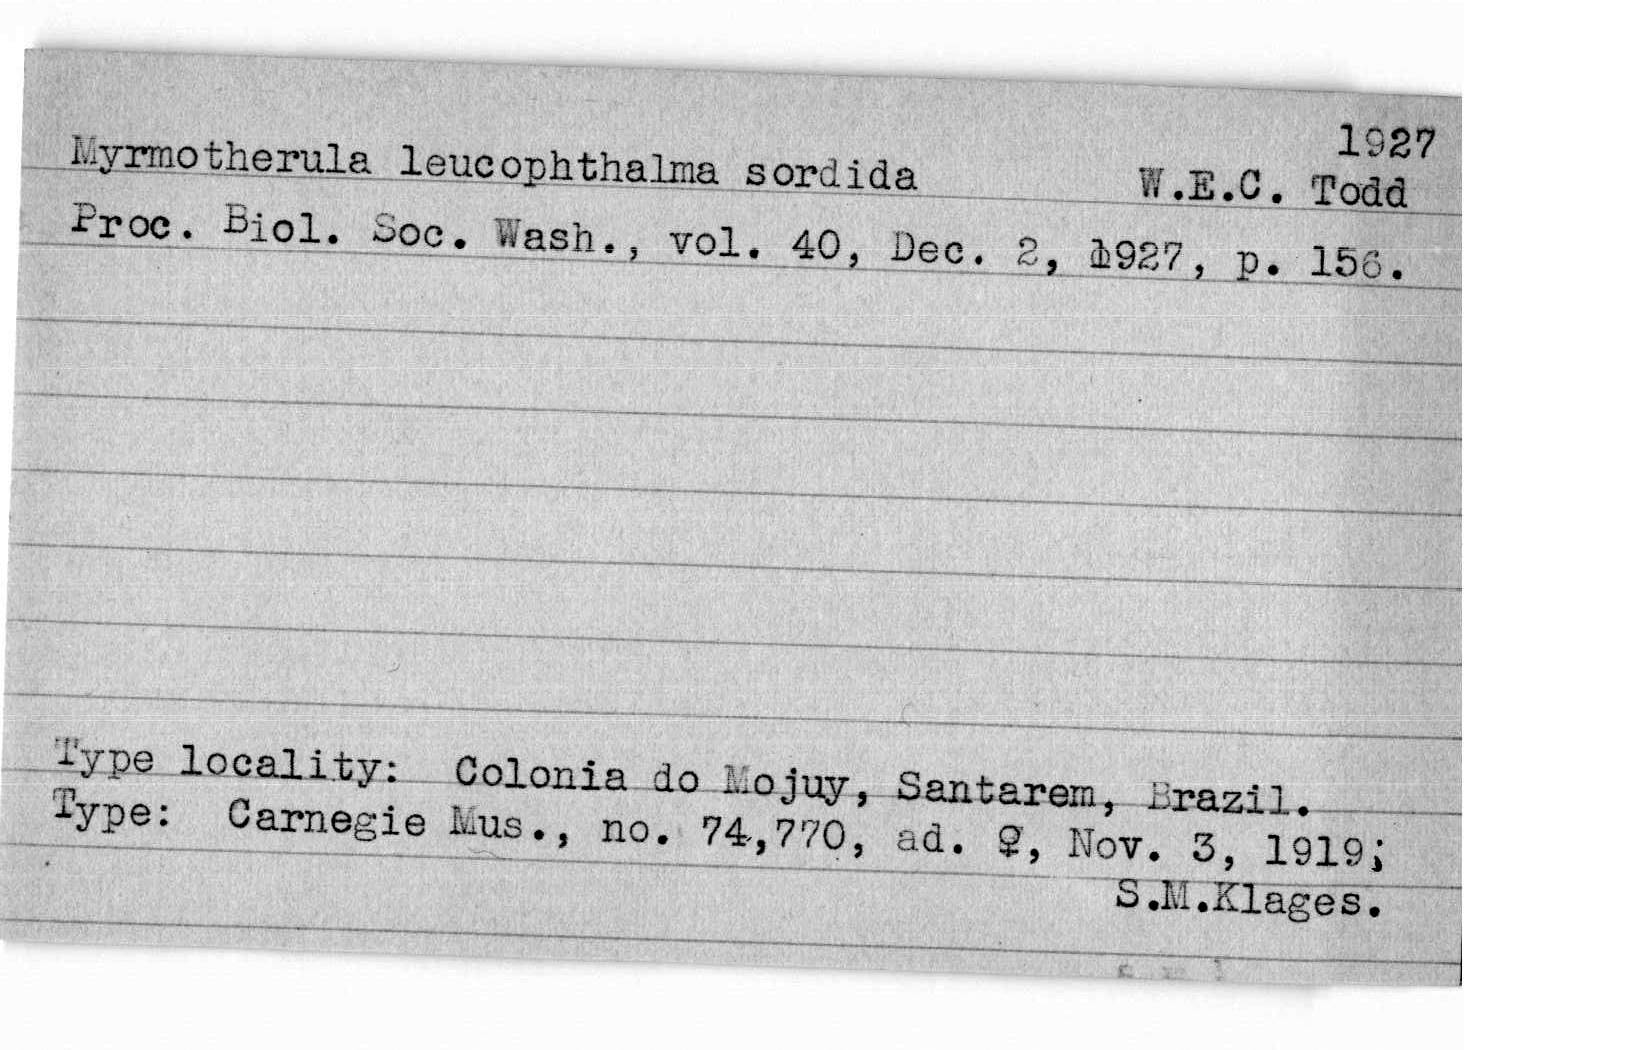 1927
Myrmotherula leucophthalma sordida W.E.C. Todd
Proc. Biol. Soc. Wash., vol. 40, Dec. 2, 1927, p. 156.
Type locality: Colonia do Mojuy, Santarem, Brazil.
Type: Carnegie Mus., no. 74,770, ad. ♀, Nov. 3, 1919;
S.M.Klages.